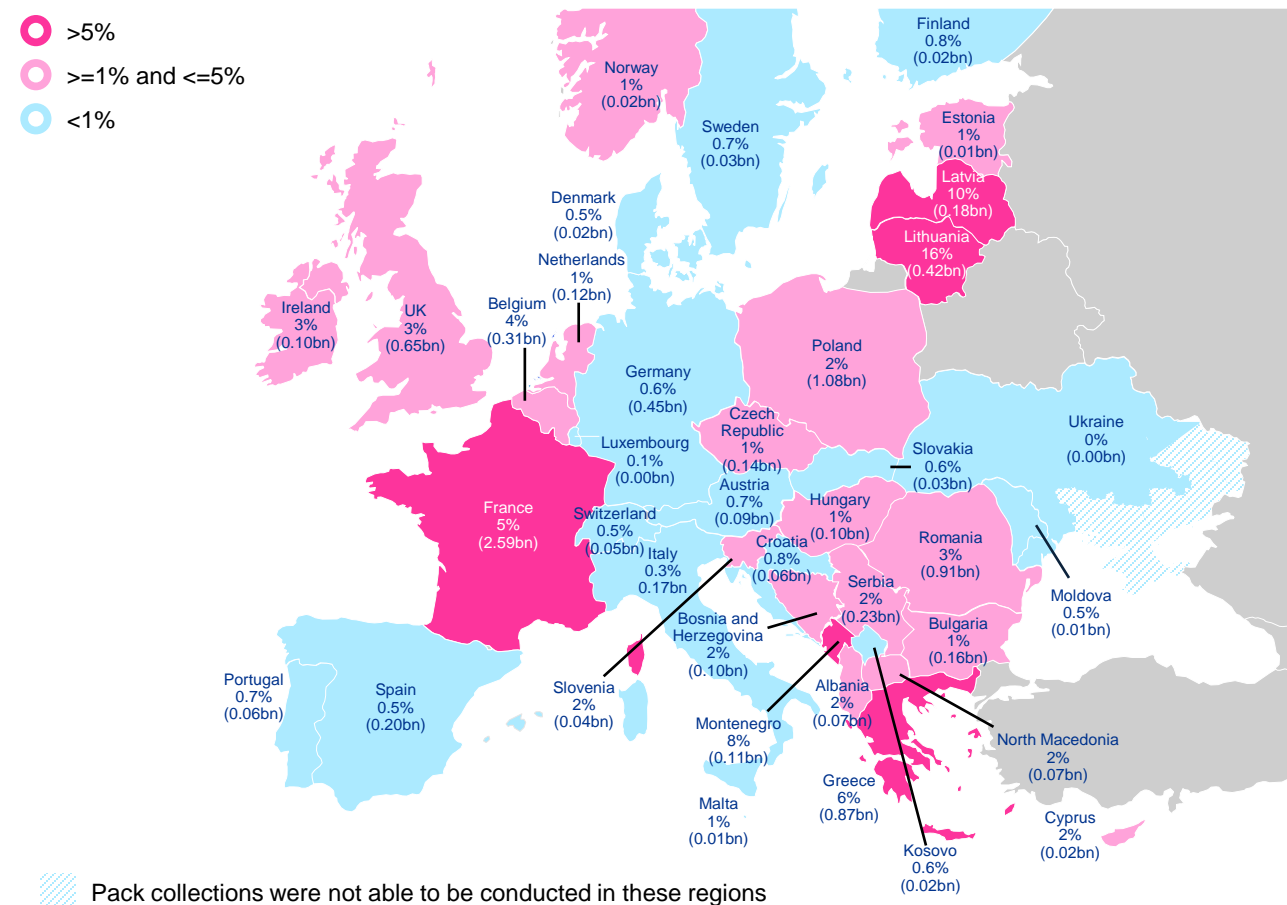 >5%
>=1% and <=5%
<1%
Finland
0.8%
(0.02bn)
Norway
1%
(0.02bn)
Sweden
0.7%
(0.03bn)
Estonia
1%
(0.01bn)
Latvia
10%
(0.18bn)
Lithuania
16%
(0.42bn)
Denmark
0.5%
(0.02bn)
Netherlands
1%
(0.12bn)
Belgium
4%
(0.31bn)
Ireland
3%
(0.10bn)
UK
3%
(0.65bn)
Poland
2%
(1.08bn)
Germany
0.6%
(0.45bn)
Czech
Republic
1%
(0.14bn)
Ukraine
0%
(0.00bn)
Luxembourg
0.1%
(0.00bn)
Slovakia
0.6%
(0.03bn)
Austria
0.7%
(0.09bn)
Hungary
1%
(0.10bn)
France
5%
(2.59bn)
Switzerland
0.5%
(0.05bn)
Italy
0.3%
0.17bn
Croatia
0.8%
(0.06bn)
Romania
3%
(0.91bn)
Serbia
2%
(0.23bn)
Moldova
0.5%
(0.01bn)
Bosnia and
Herzegovina
2%
(0.10bn)
Bulgaria
1%
(0.16bn)
Portugal
0.7%
(0.06bn)
Spain
0.5%
(0.20bn)
Slovenia
2%
(0.04bn)
Albania
2%
(0.07bn)
Montenegro
8%
(0.11bn)
North Macedonia
2%
(0.07bn)
Greece
6%
(0.87bn)
Malta
1%
(0.01bn)
Cyprus
2%
(0.02bn)
Kosovo
0.6%
(0.02bn)
Pack collections were not able to be conducted in these regions